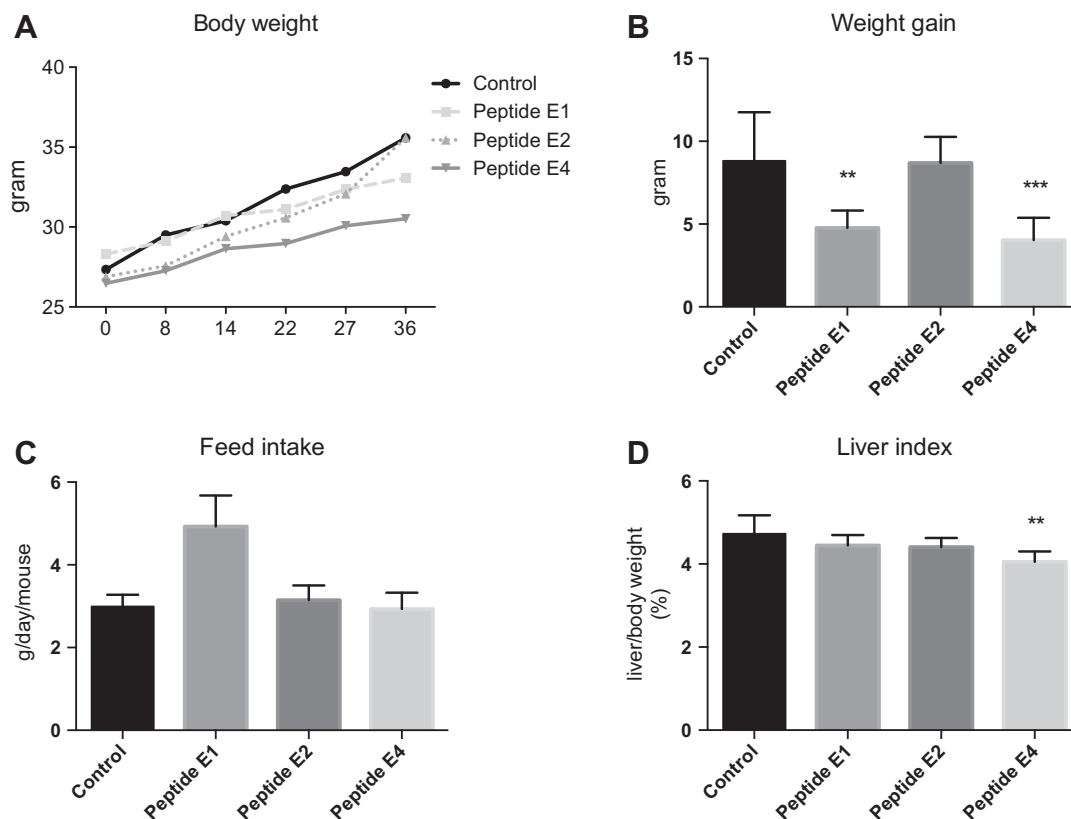 A
Body weight
40
35
30
25
gram
0 8 14 22 27 36
Control
Peptide E1
Peptide E2
Peptide E4
B
Weight gain
15
10
5
0
gram
**
***
Control
Peptide E1
Peptide E2
Peptide E4
C
Feed intake
6
4
2
0
g/day/mouse
Control
Peptide E1
Peptide E2
Peptide E4
D
Liver index
6
4
2
0
liver/body weight
(%)
**
Control
Peptide E1
Peptide E2
Peptide E4